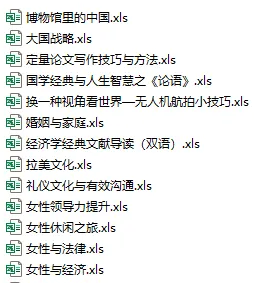 博物馆里的中国.xls
大国战略.xls
定量论文写作技巧与方法.xls
国学经典与人生智慧之《论语》.xls
换一种视角看世界—无人机航拍小技巧.xls
婚姻与家庭.xls
经济学经典文献导读（双语）.xls
拉美文化.xls
礼仪文化与有效沟通.xls
女性领导力提升.xls
女性休闲之旅.xls
女性与法律.xls
女性与经济.xls